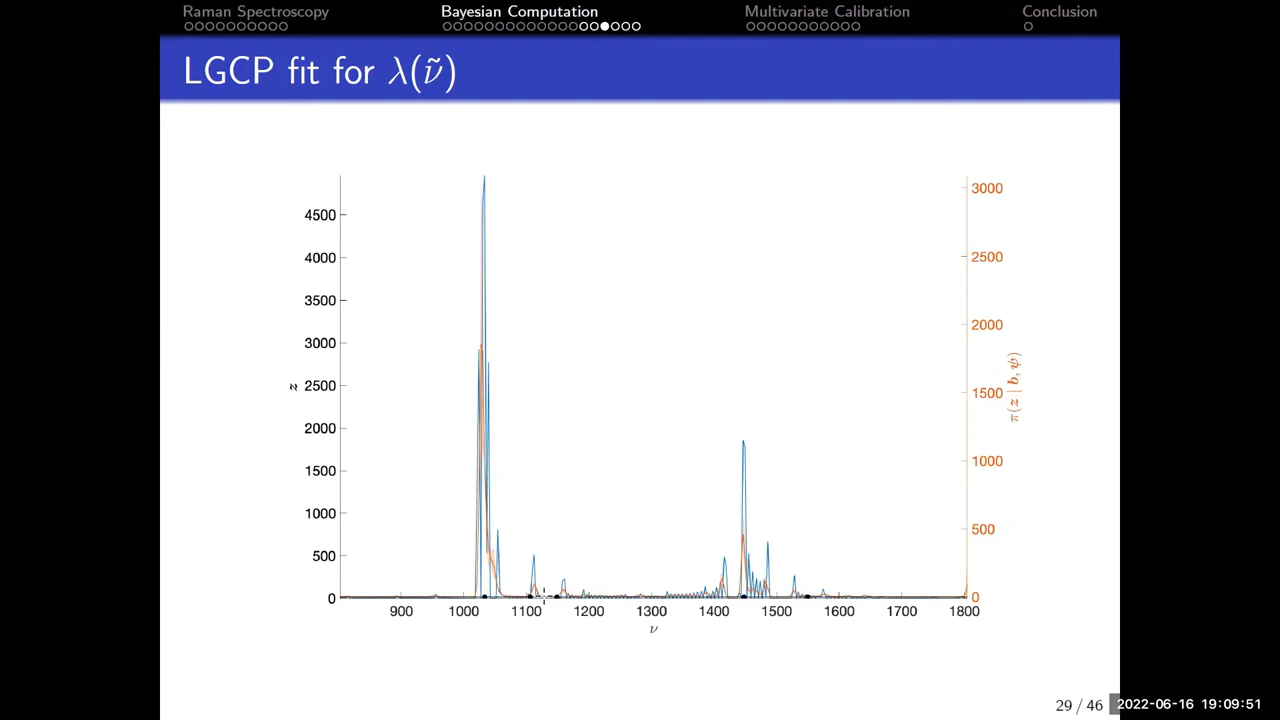 Raman Spectroscopy Bayesian Computation Multivariate Calibration Conclusion
LGCP fit for λ(ν̃)
4500
4000
3500
3000
2500
2000
1500
1000
500
0
z
3000
2500
2000
1500
1000
500
0
π(z | b, ψ)
900 1000 1100 1200 1300 1400 1500 1600 1700 1800
ν
29 / 46
2022-06-16 19:09:51